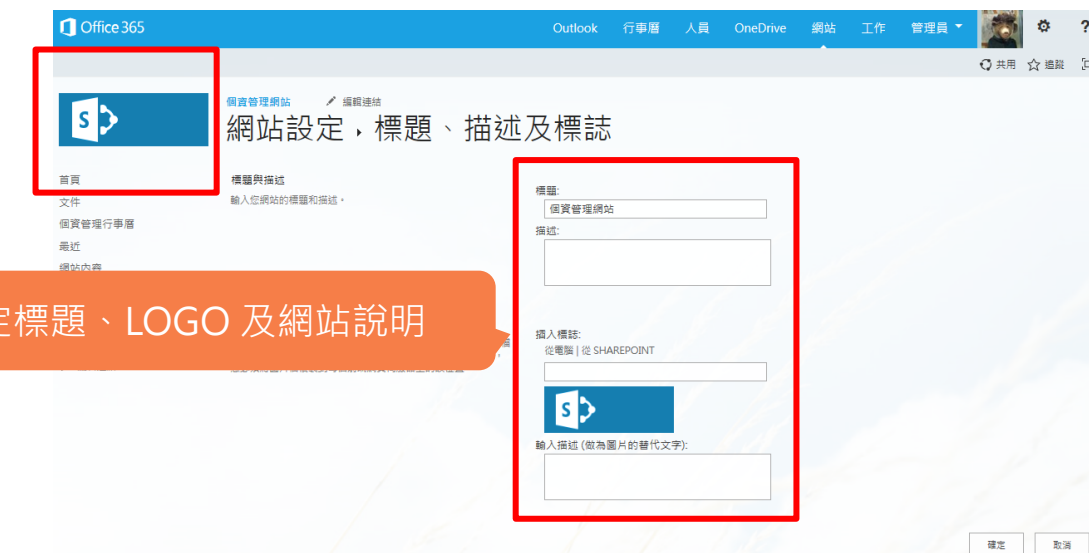 Office 365
Outlook 行事曆 人員 OneDrive 網站 工作 管理員
?
共用 追蹤
S
個資管理網站 編輯連結
網站設定 , 標題、描述及標誌
首頁
文件
個資管理行事曆
最近
網站內容
標題與描述
輸入您網站的標題和描述。
標題:
個資管理網站
描述:
定標題、LOGO 及網站說明
插入標誌:
從電腦 | 從 SHAREPOINT
S
輸入描述 (做為圖片的替代文字):
確定 取消